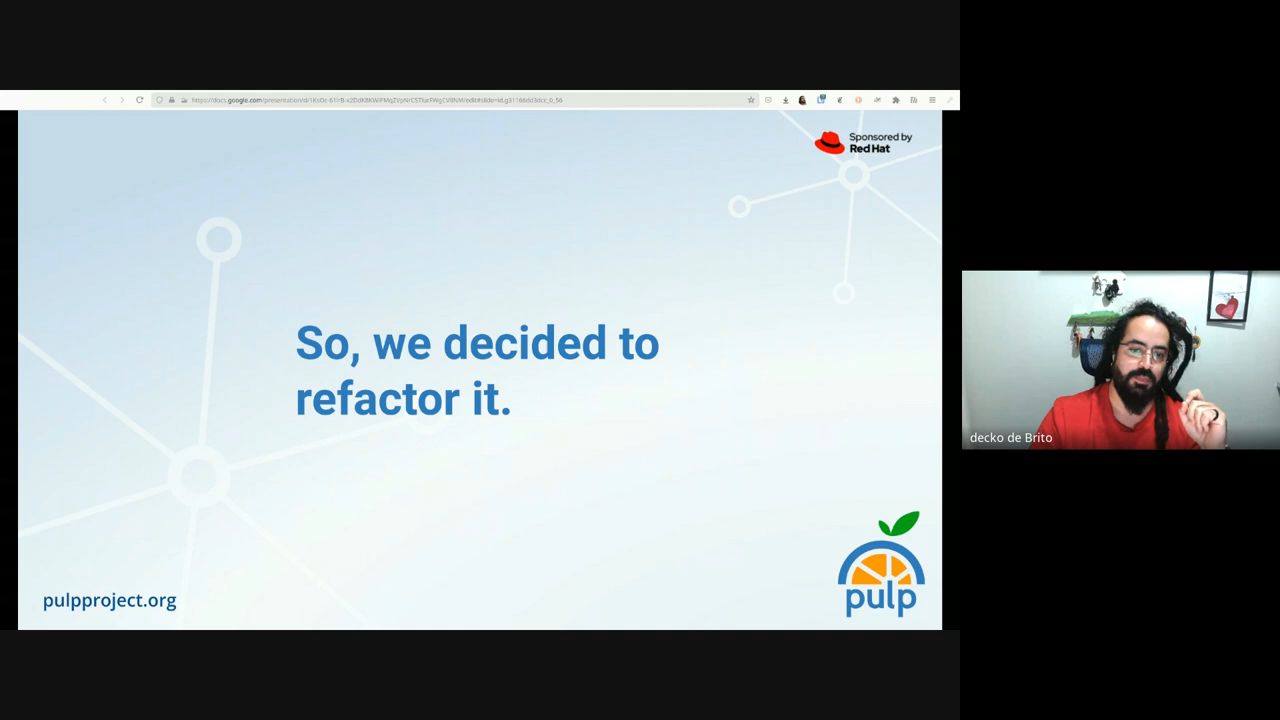 Sponsored by
Red Hat
So, we decided to
refactor it.
pulp
pulpproject.org
decko de Brito